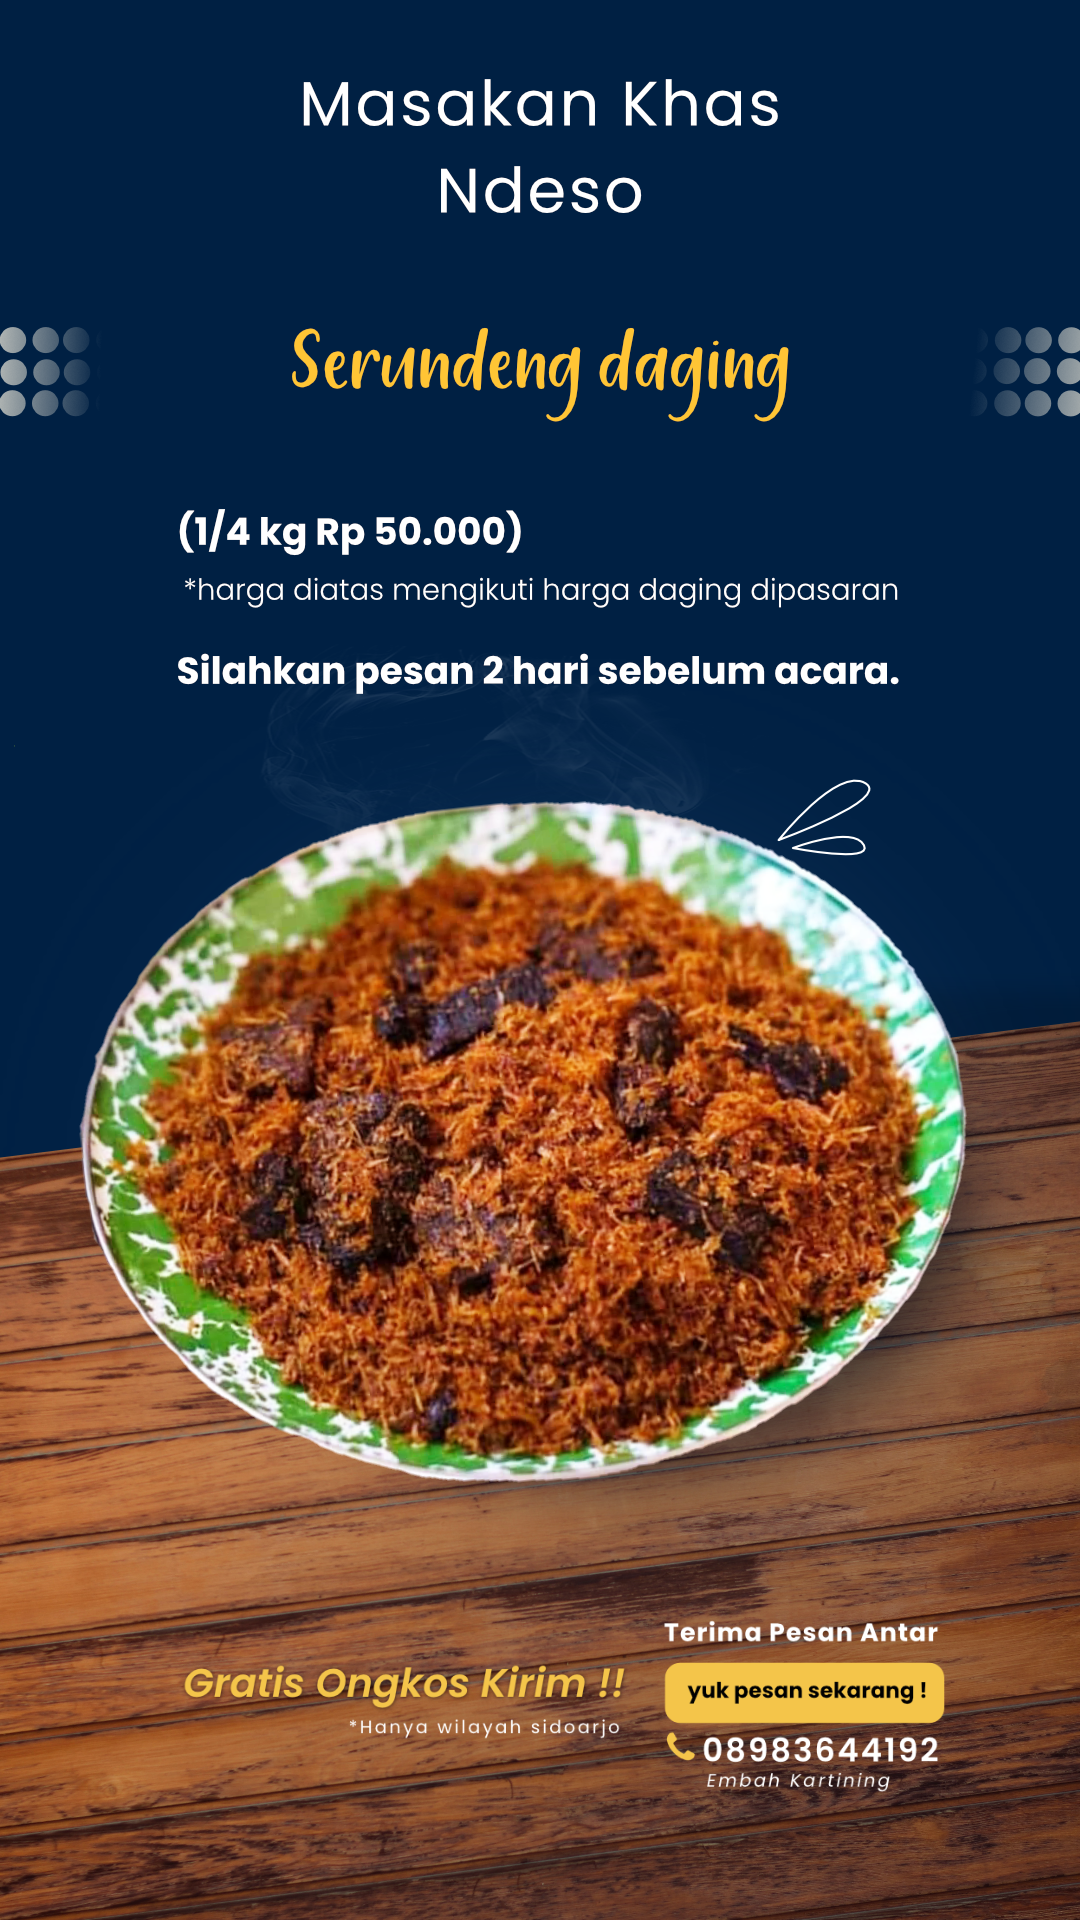 Masakan Khas
Ndeso
Serundeng daging
(1/4 kg Rp 50.000)
*harga diatas mengikuti harga daging dipasaran
Silahkan pesan 2 hari sebelum acara.
Terima Pesan Antar
Gratis Ongkos Kirim !!
yuk pesan sekarang !
*Hanya wilayah sidoarjo
08983644192
Embah Kartining